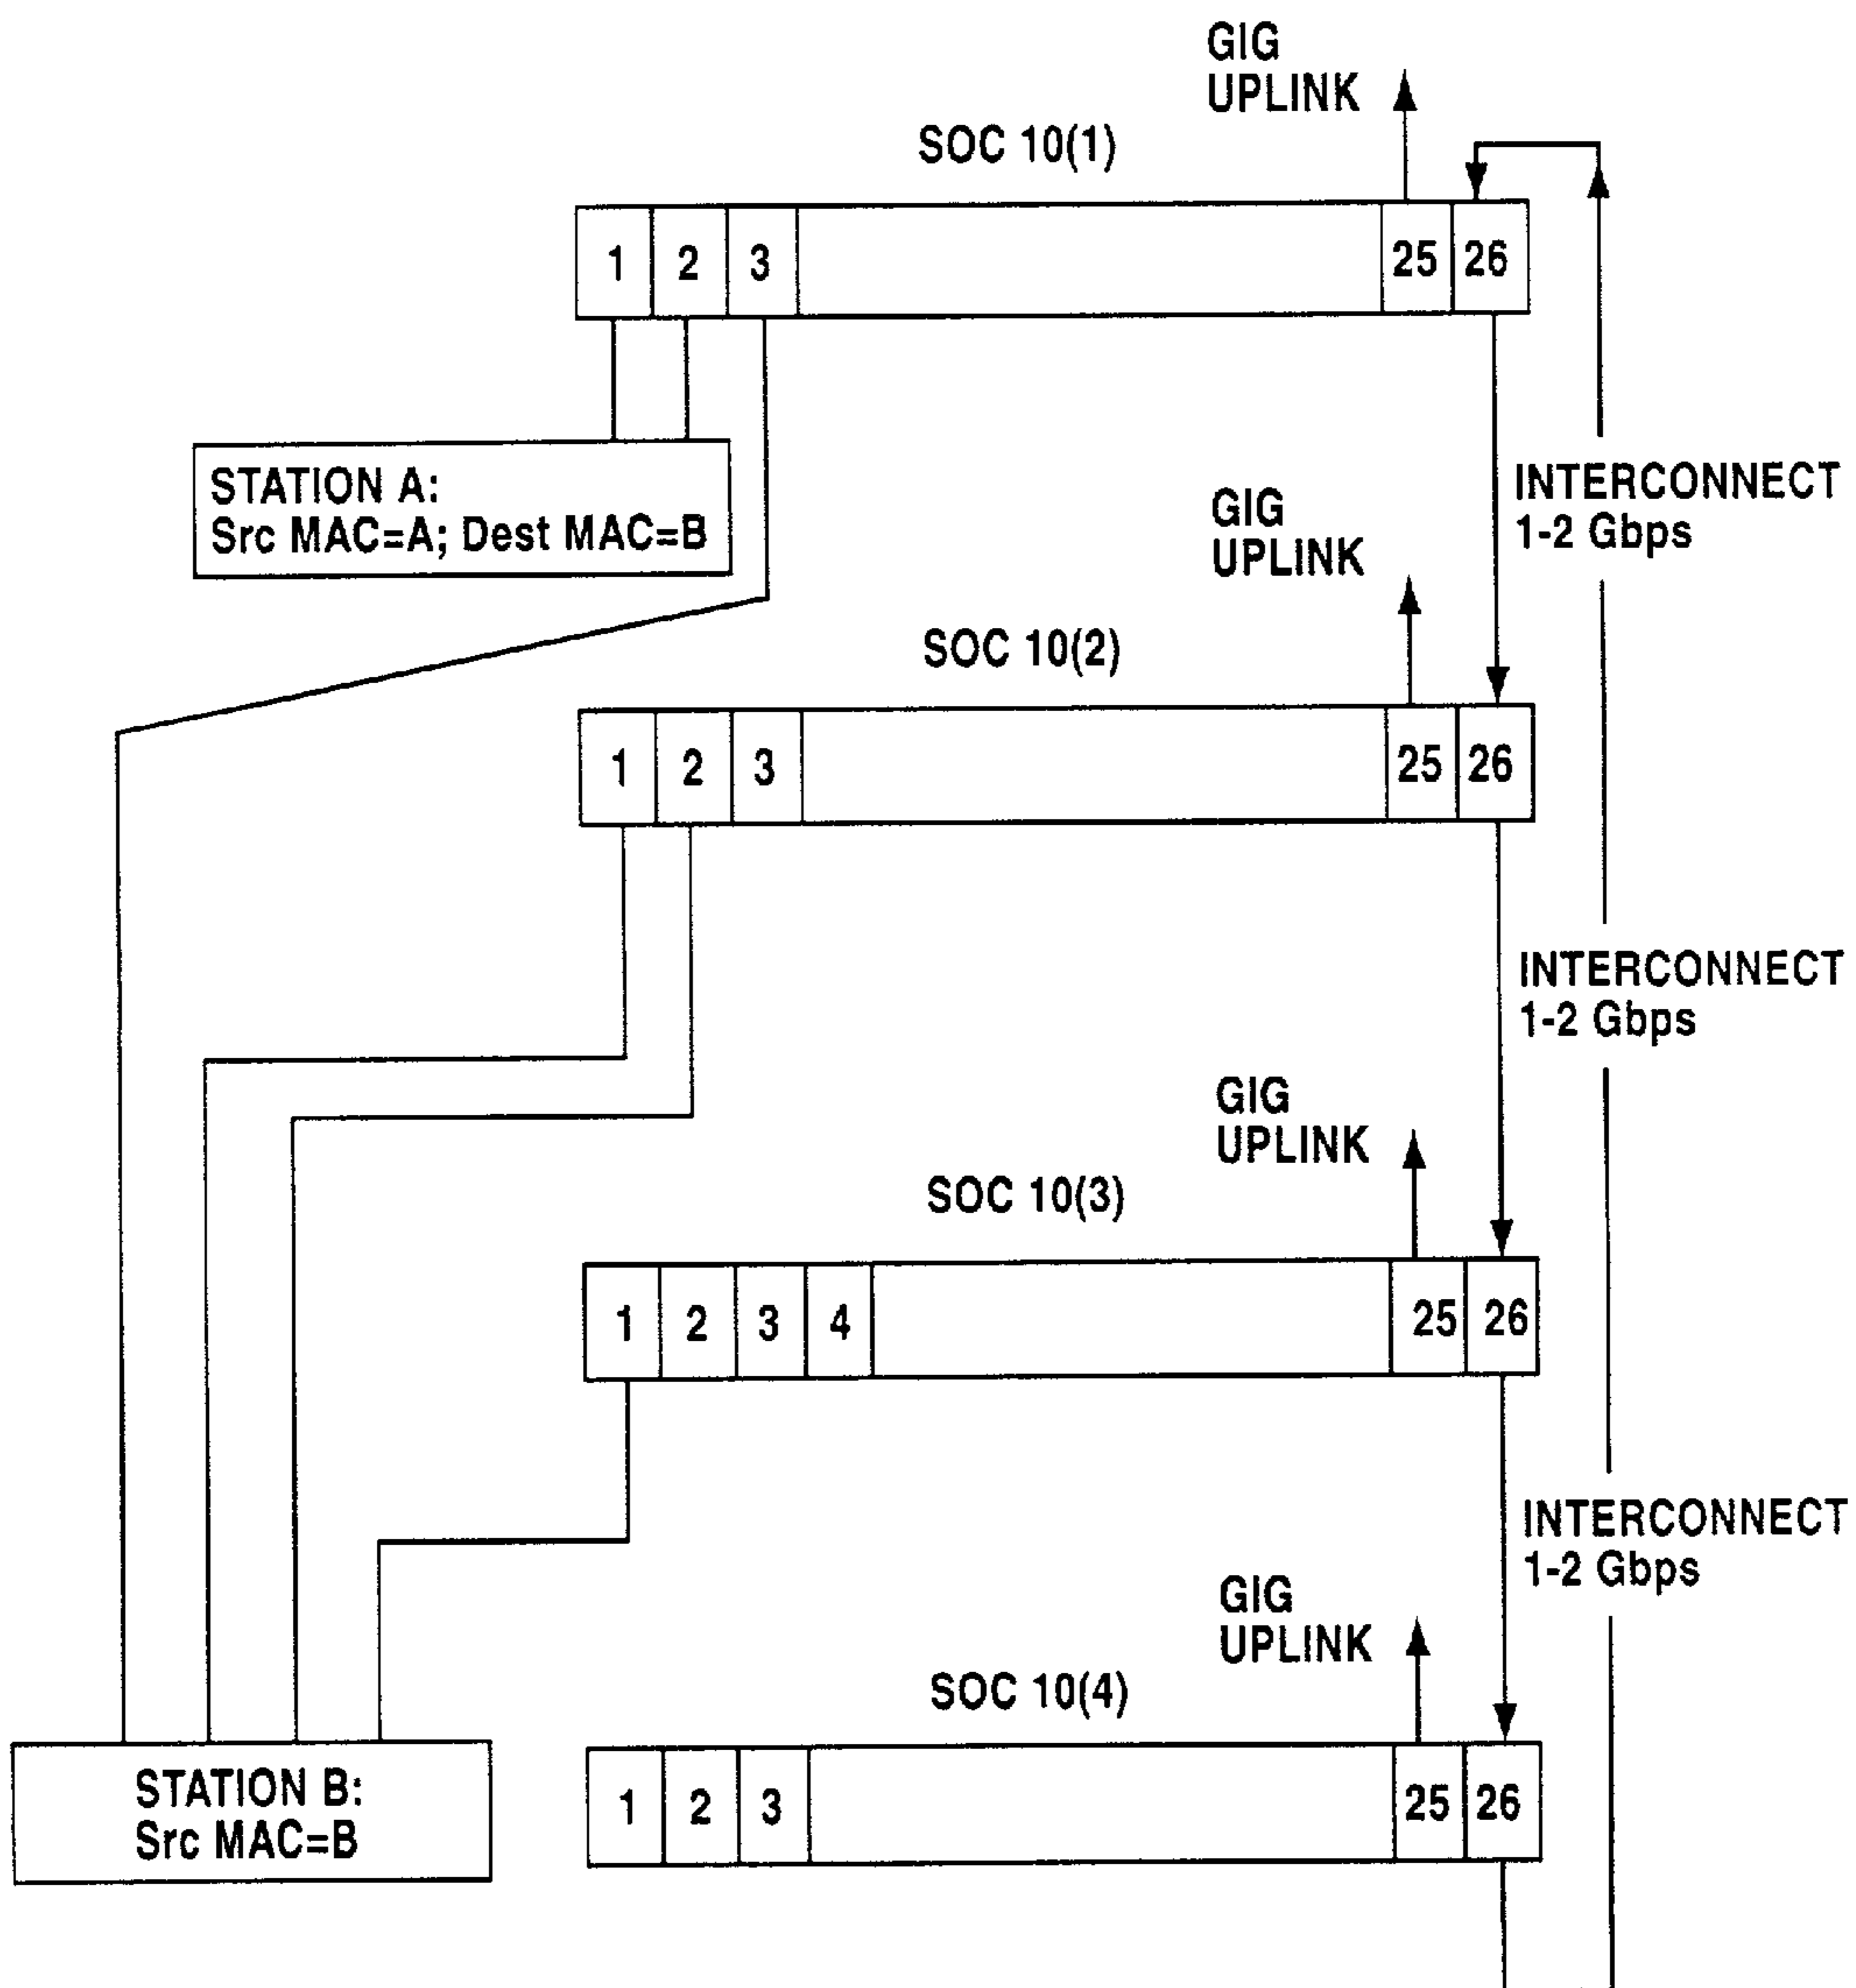 GIG
UPLINK
SOC 10(1)
1 2 3 25 26
STATION A:
Src MAC=A; Dest MAC=B
INTERCONNECT
1-2 Gbps
GIG
UPLINK
SOC 10(2)
1 2 3 25 26
INTERCONNECT
1-2 Gbps
GIG
UPLINK
SOC 10(3)
1 2 3 4 25 26
INTERCONNECT
1-2 Gbps
GIG
UPLINK
SOC 10(4)
1 2 3 25 26
STATION B:
Src MAC=B